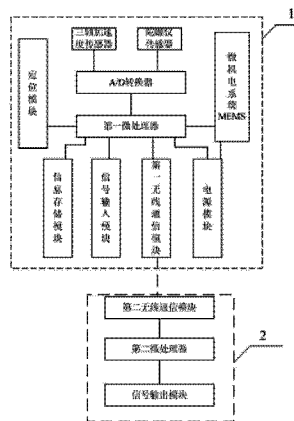 1
三轴加速
度传感器
陀螺仪
传感器
定位模块
A/D转换器
微机电系统MEMS
第一微处理器
信息存储模块
信号输入模块
第一无线通信模块
电源模块
第二无线通信模块
第二微处理器
2
信号输出模块